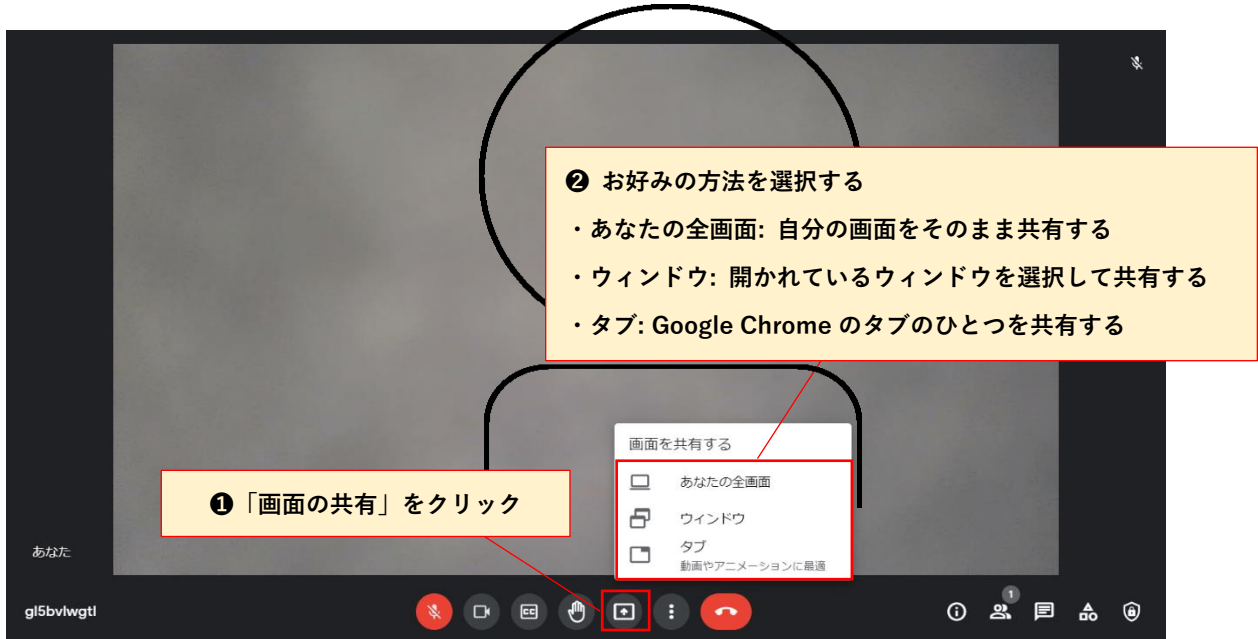 ❷ お好みの方法を選択する
・あなたの全画面: 自分の画面をそのまま共有する
・ウィンドウ: 開かれているウィンドウを選択して共有する
・タブ: Google Chrome のタブのひとつを共有する
画面を共有する
あなたの全画面
ウィンドウ
タブ
動画やアニメーションに最適
❶「画面の共有」をクリック
あなた
gl5bvlwgtl
CC
1